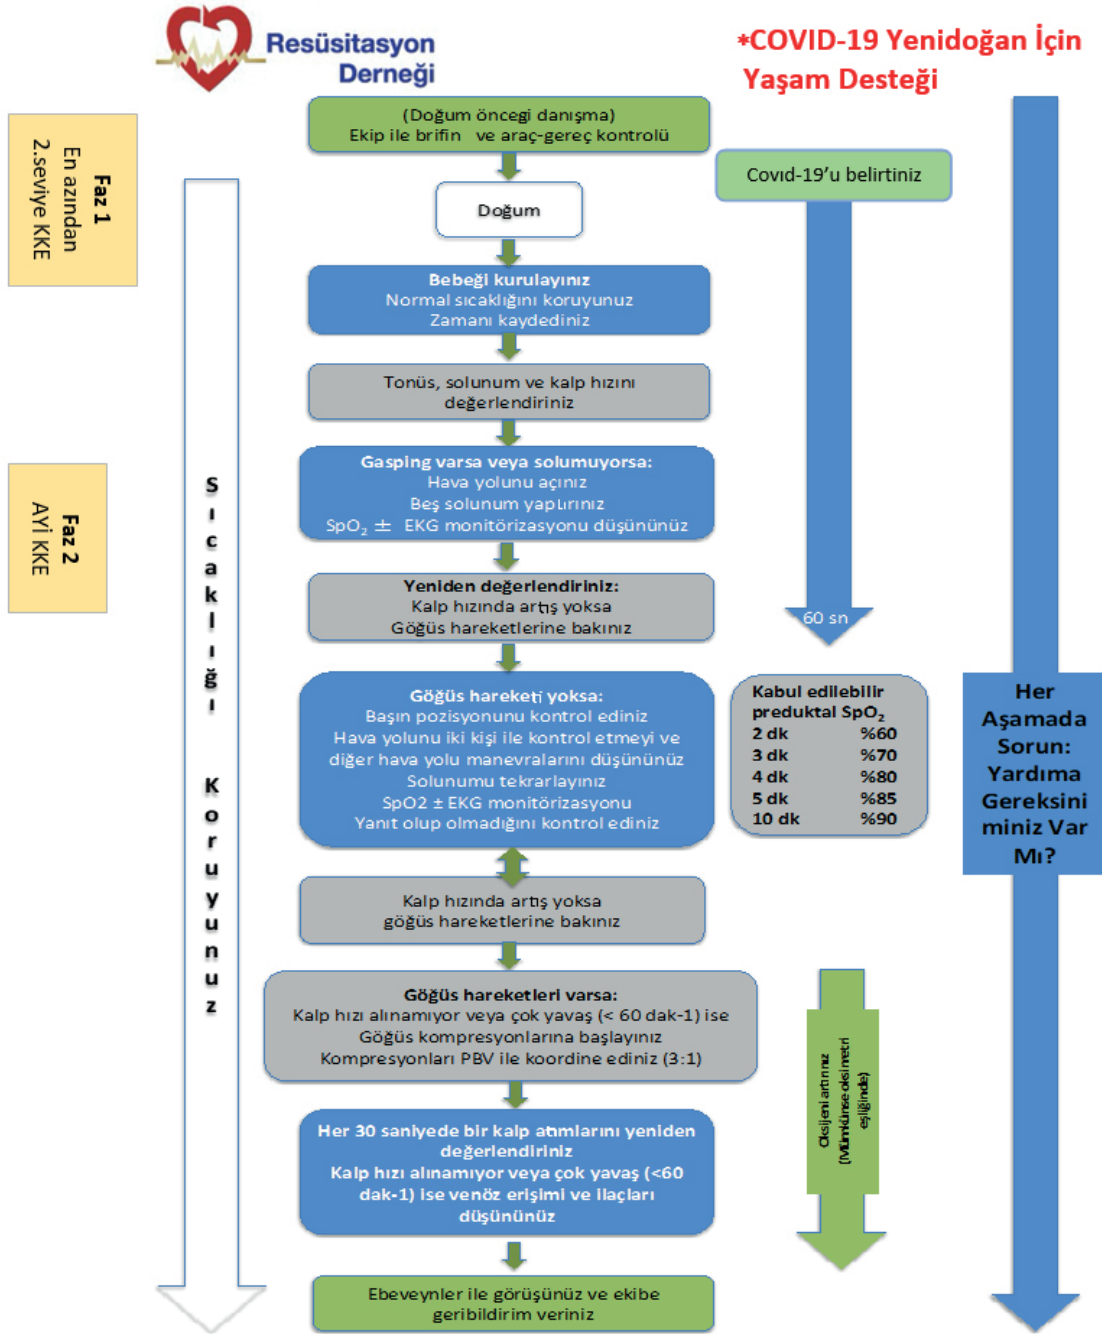 Resüsitasyon
Derneği
*COVID-19 Yenidoğan İçin
Yaşam Desteği
Faz 1
En azından
2.seviye KKE
Faz 2
AYİ KKE
Sıcaklığı Koruyunuz
(Doğum öncegi danışma)
Ekip ile brifin ve araç-gereç kontrolü
Doğum
Bebeği kurulayınız
Normal sıcaklığını koruyunuz
Zamanı kaydediniz
Tonüs, solunum ve kalp hızını
değerlendiriniz
Gasping varsa veya solumuyorsa:
Hava yolunu açınız
Beş solunum yaptırınız
SpO₂ ± EKG monitörizasyonu düşününüz
Yeniden değerlendiriniz:
Kalp hızında artış yoksa
Göğüs hareketlerine bakınız
Göğüs hareketi yoksa:
Başın pozisyonunu kontrol ediniz
Hava yolunu iki kişi ile kontrol etmeyi ve
diğer hava yolu manevralarını düşününüz
Solunumu tekrarlayınız
SpO2 ± EKG monitörizasyonu
Yanıt olup olmadığını kontrol ediniz
Kalp hızında artış yoksa
göğüs hareketlerine bakınız
Göğüs hareketleri varsa:
Kalp hızı alınamıyor veya çok yavaş (< 60 dak-1) ise
Göğüs kompresyonlarına başlayınız
Kompresyonları PBV ile koordine ediniz (3:1)
Her 30 saniyede bir kalp atımlarını yeniden
değerlendiriniz
Kalp hızı alınamıyor veya çok yavaş (<60
dak-1) ise venöz erişimi ve ilaçları
düşününüz
Ebeveynler ile görüşünüz ve ekibe
geribildirim veriniz
Covıd-19'u belirtiniz
60 sn
Kabul edilebilir
preduktal SpO₂
2 dk %60
3 dk %70
4 dk %80
5 dk %85
10 dk %90
Oksijeni artırınız
(Mümkünse oksimetri
eşliğinde)
Her
Aşamada
Sorun:
Yardıma
Gereksini
miniz Var
Mı?